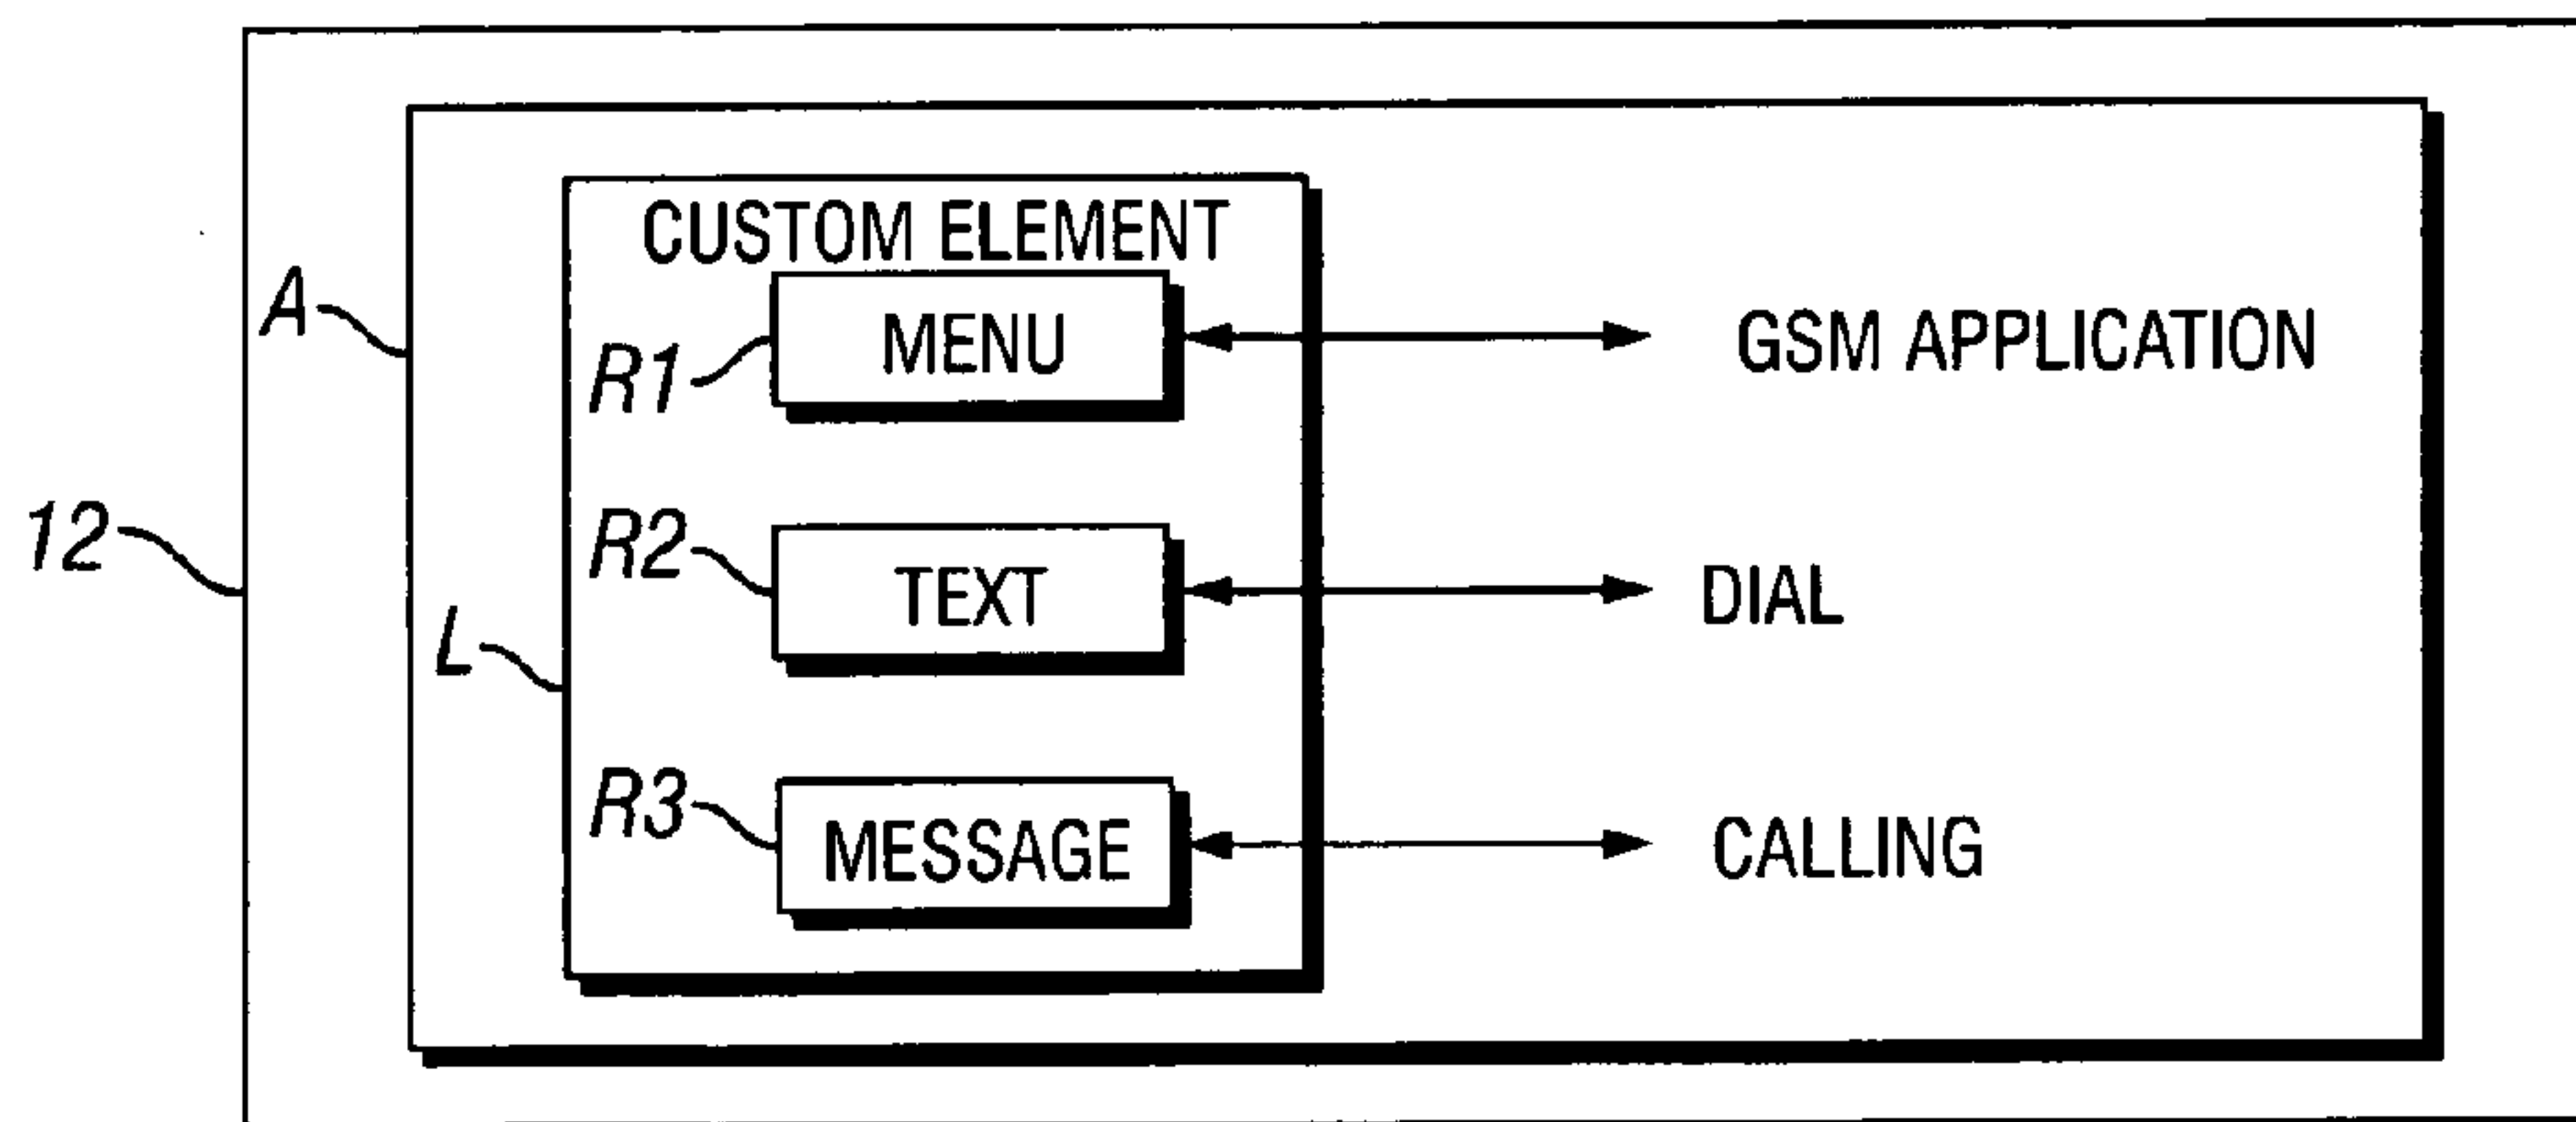 CUSTOM ELEMENT
A
R1
MENU
GSM APPLICATION
12
R2
TEXT
DIAL
L
R3
MESSAGE
CALLING